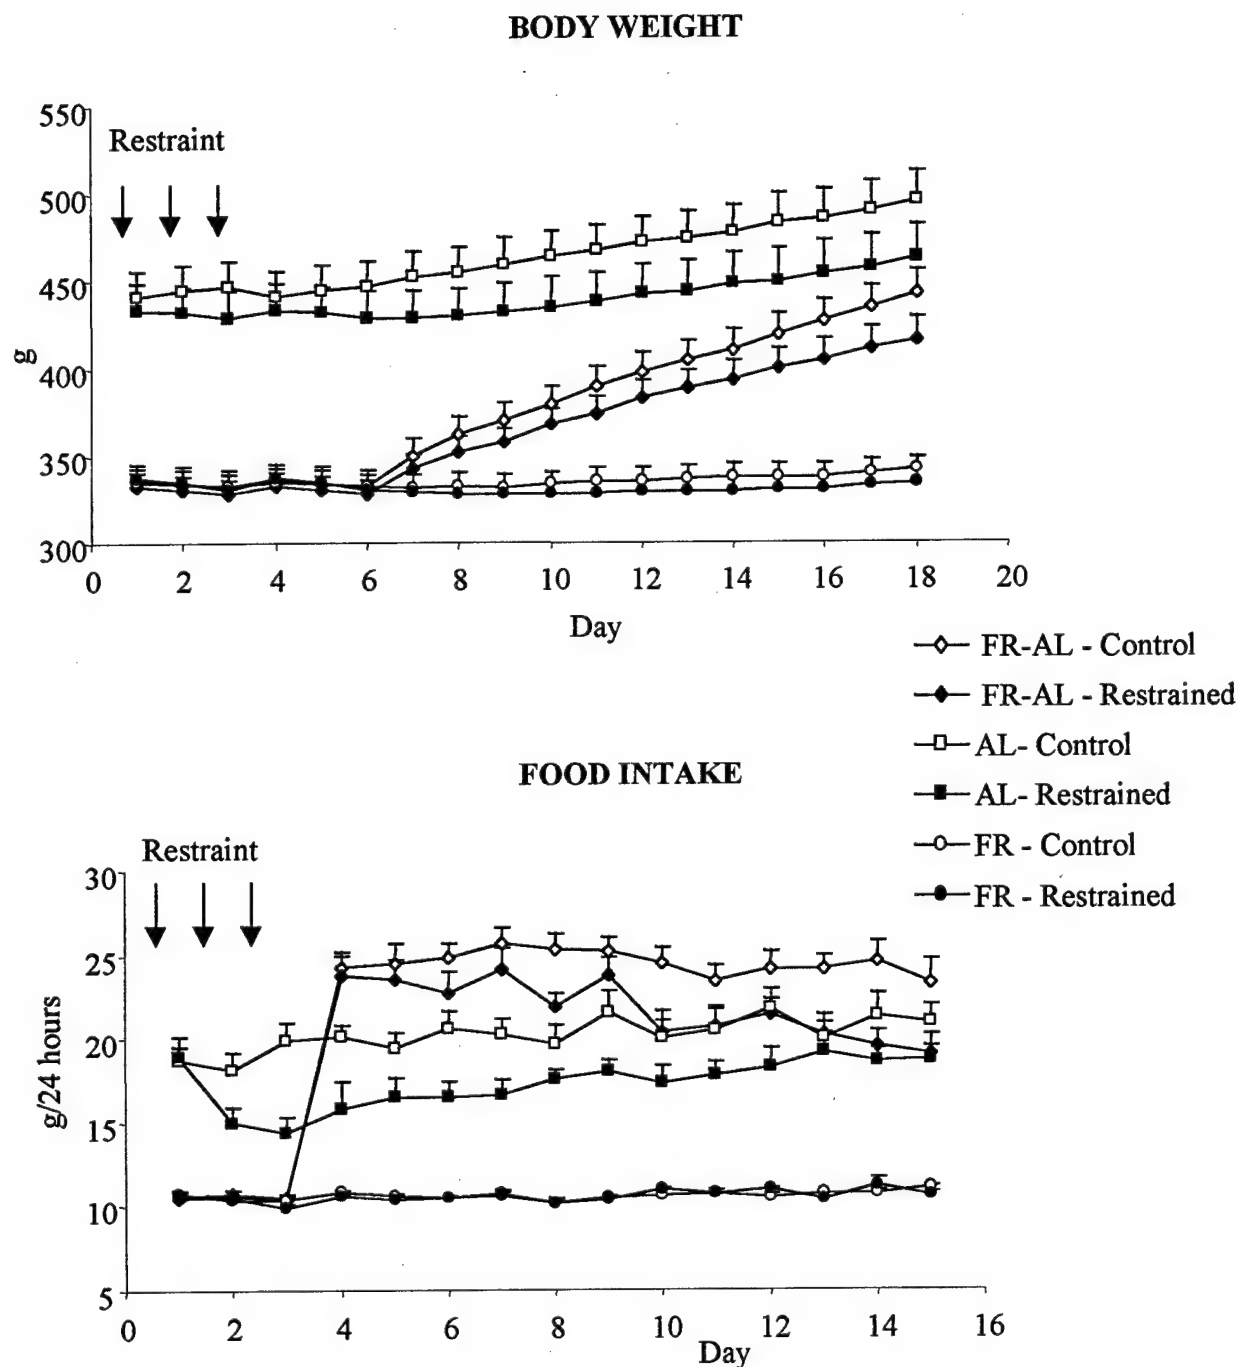 BODY WEIGHT
550
Restraint
500
450
g
400
350
300
0 2 4 6 8 10 12 14 16 18 20
Day
FR-AL - Control
FR-AL - Restrained
AL- Control
AL- Restrained
FR - Control
FR - Restrained
FOOD INTAKE
Restraint
30
25
20
g/24 hours
15
10
5
0 2 4 6 8 10 12 14 16
Day